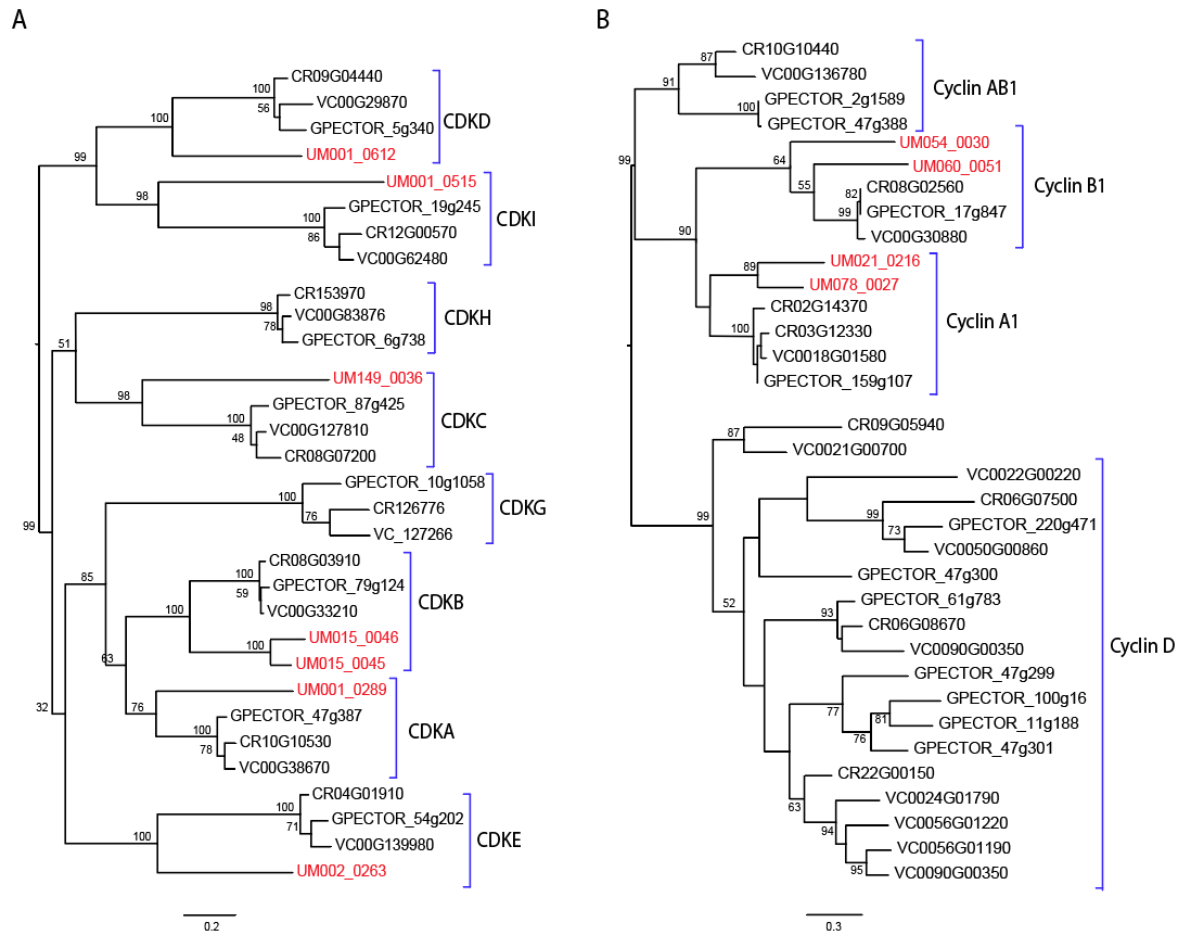 A
100
CR09G04440
56
VC00G29870
100
GPECTOR_5g340
CDKD
99
UM001_0612
UM001_0515
98
100
GPECTOR_19g245
CDKI
86
CR12G00570
VC00G62480
98
CR153970
78
VC00G83876
CDKH
GPECTOR_6g738
51
UM149_0036
98
GPECTOR_87g425
100
CDKC
48
VC00G127810
CR08G07200
100
GPECTOR_10g1058
76
CR126776
CDKG
VC_127266
99
85
CR08G03910
100
59
GPECTOR_79g124
CDKB
100
VC00G33210
UM015_0046
100
UM015_0045
63
UM001_0289
76
GPECTOR_47g387
100
CDKA
78
CR10G10530
VC00G38670
32
CR04G01910
100
GPECTOR_54g202
71
100
VC00G139980
CDKE
UM002_0263
0.2
B
87
CR10G10440
91
VC00G136780
Cyclin AB1
100
GPECTOR_2g1589
GPECTOR_47g388
99
UM054_0030
64
UM060_0051
55
82
CR08G02560
Cyclin B1
99
GPECTOR_17g847
VC00G30880
90
UM021_0216
89
UM078_0027
CR02G14370
Cyclin A1
100
CR03G12330
VC0018G01580
GPECTOR_159g107
87
CR09G05940
VC0021G00700
VC0022G00220
99
CR06G07500
99
73
GPECTOR_220g471
VC0050G00860
GPECTOR_47g300
52
93
GPECTOR_61g783
CR06G08670
VC0090G00350
Cyclin D
GPECTOR_47g299
77
81
GPECTOR_100g16
76
GPECTOR_11g188
GPECTOR_47g301
CR22G00150
63
VC0024G01790
94
VC0056G01220
VC0056G01190
95
VC0090G00350
0.3